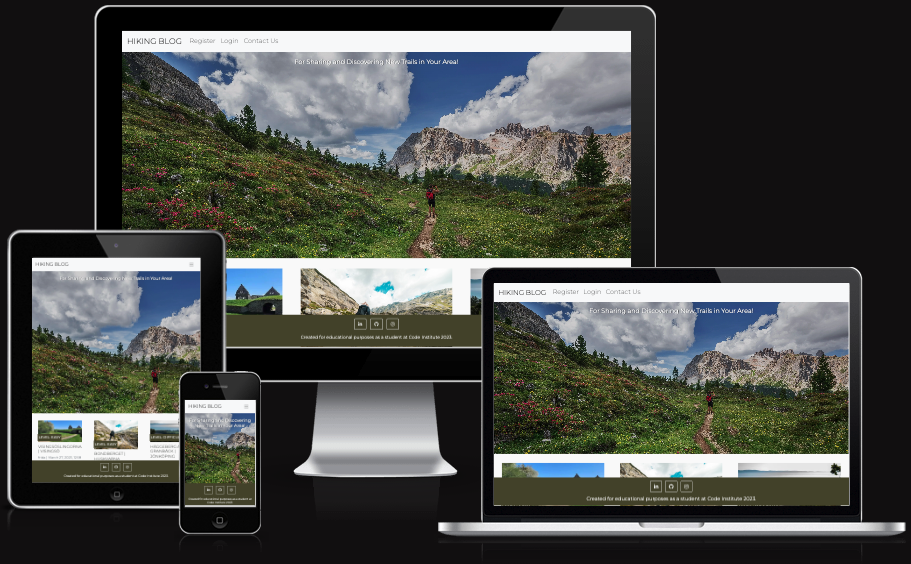 HIKING BLOG Register Login Contact Us
For Sharing and Discovering New Trails in Your Area!
Created for educational purposes as a student at Code Institute 2023
HIKING BLOG
For Sharing and Discovering New Trails in Your Area!
Created for educational purposes as a student at Code Institute 2023
HIKING BLOG
For Sharing and Discovering
New Trails in Your Area!
Created for educational purposes as a student at
Code Institute 2023
HIKING BLOG Register Login Contact Us
For Sharing and Discovering New Trails in Your Area!
Created for educational purposes as a student at Code Institute 2023